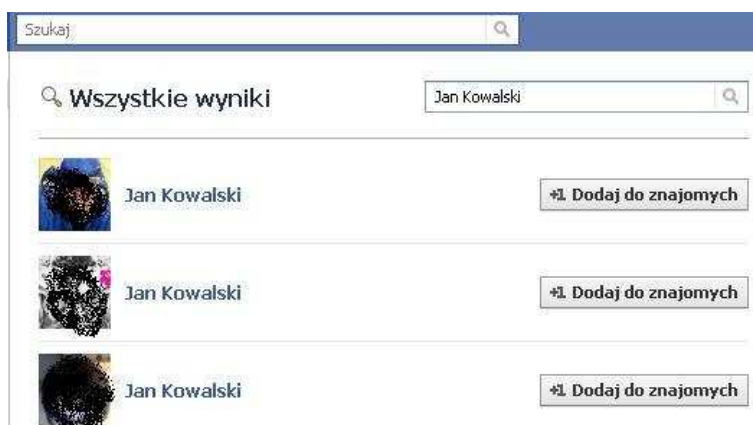 Szukaj
Wszystkie wyniki
Jan Kowalski
Jan Kowalski
+1 Dodaj do znajomych
Jan Kowalski
+1 Dodaj do znajomych
Jan Kowalski
+1 Dodaj do znajomych